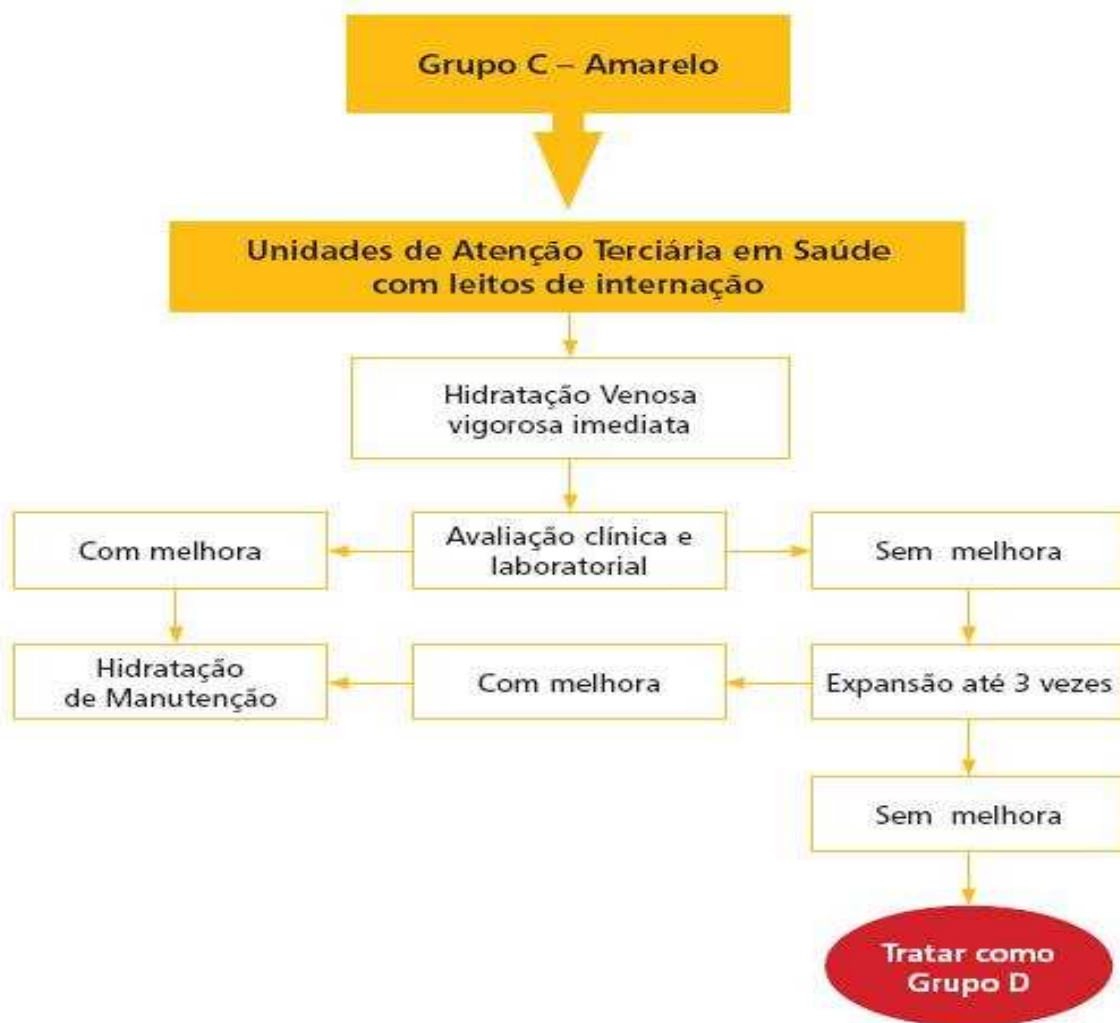 Grupo C – Amarelo
Unidades de Atenção Terciária em Saúde
com leitos de internação
Hidratação Venosa
vigorosa imediata
Com melhora
Avaliação clínica e
laboratorial
Sem melhora
Hidratação
de Manutenção
Com melhora
Expansão até 3 vezes
Sem melhora
Tratar como
Grupo D